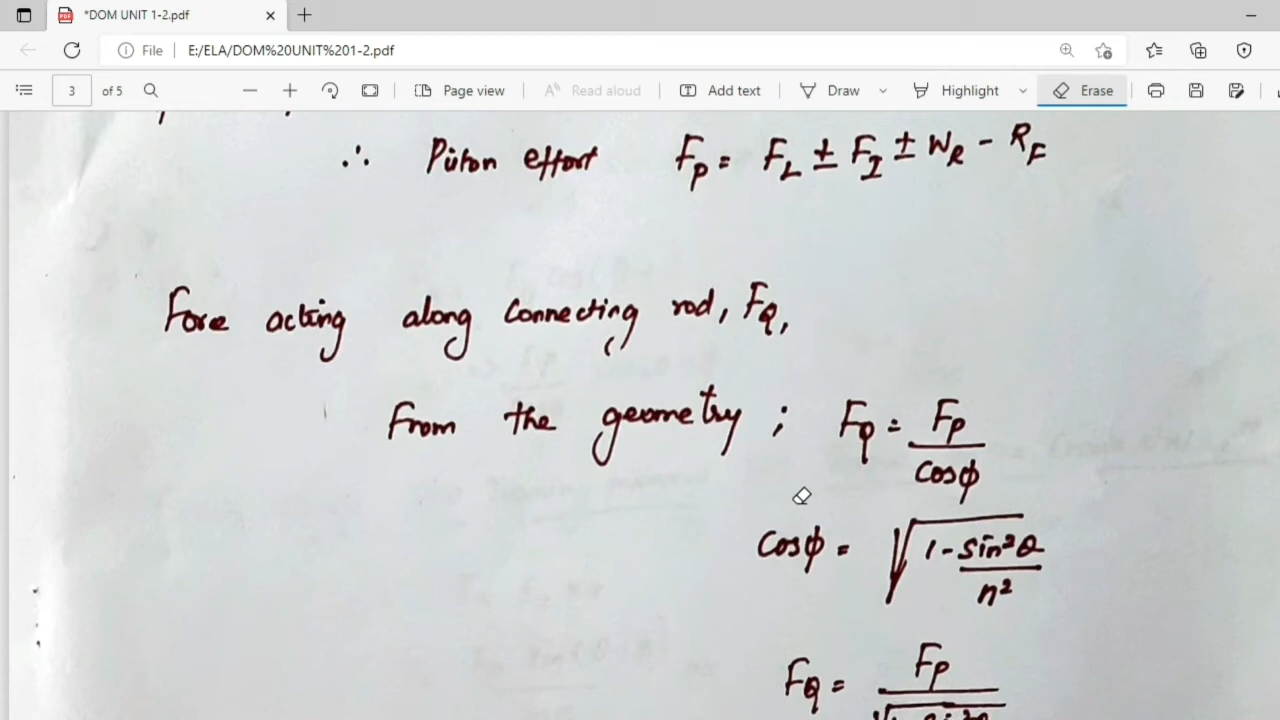 *DOM UNIT 1-2.pdf
File E:/ELA/DOM%20UNIT%201-2.pdf
3 of 5 Page view Read aloud Add text Draw Highlight Erase
∴ Piston effort F_P = F_L ± F_I ± W_R - R_F
Force acting along connecting rod, F_Q,
From the geometry ; F_Q = F_P / cosϕ
cosϕ = √(1 - sin²θ / n²)
F_Q = F_P